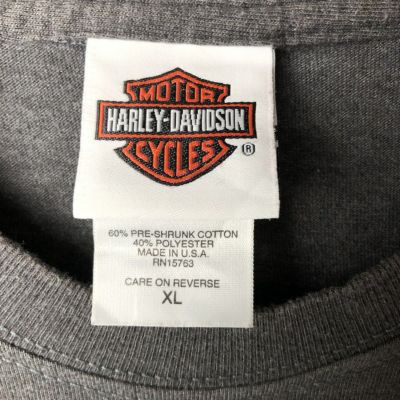 MOTOR
HARLEY-DAVIDSON
CYCLES ®
60% PRE-SHRUNK COTTON
40% POLYESTER
MADE IN U.S.A.
RN15763
CARE ON REVERSE
XL